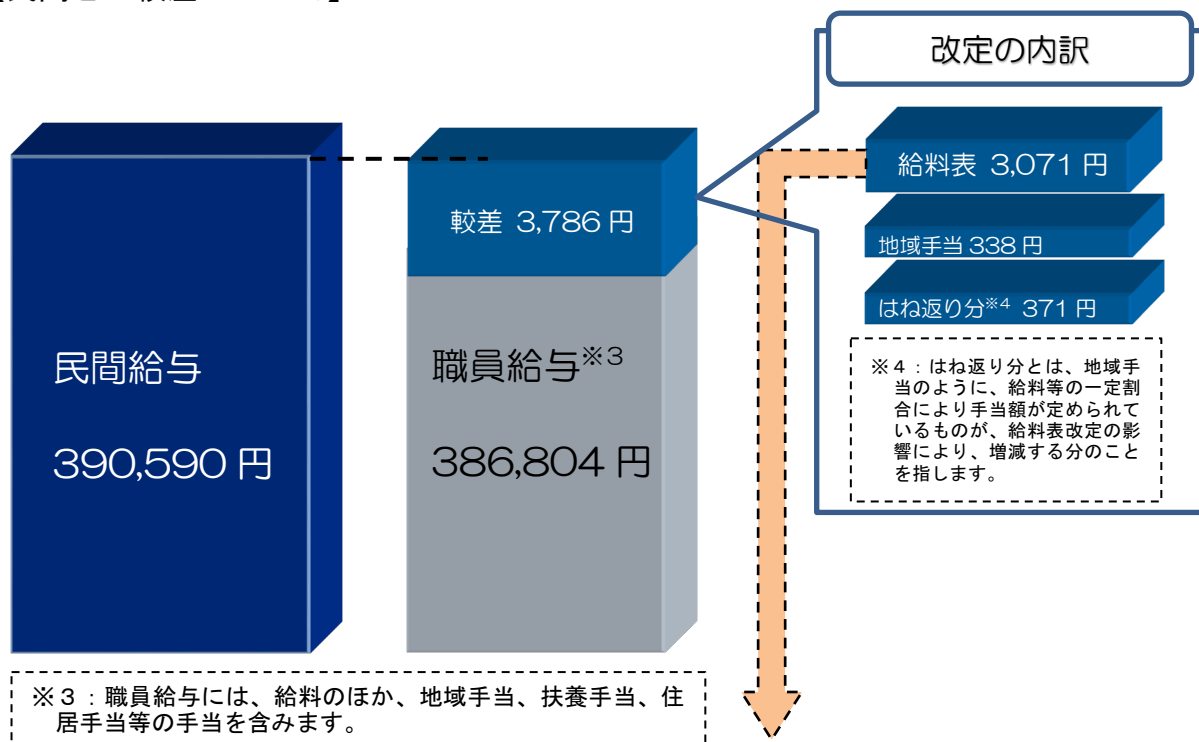 改定の内訳
給料表 3,071 円
較差 3,786 円
地域手当 338 円
はね返り分※4 371 円
民間給与
390,590 円
職員給与※3
386,804 円
※４：はね返り分とは、地域手
当のように、給料等の一定割
合により手当額が定められて
いるものが、給料表改定の影
響により、増減する分のこと
を指します。
※３：職員給与には、給料のほか、地域手当、扶養手当、住
居手当等の手当を含みます。